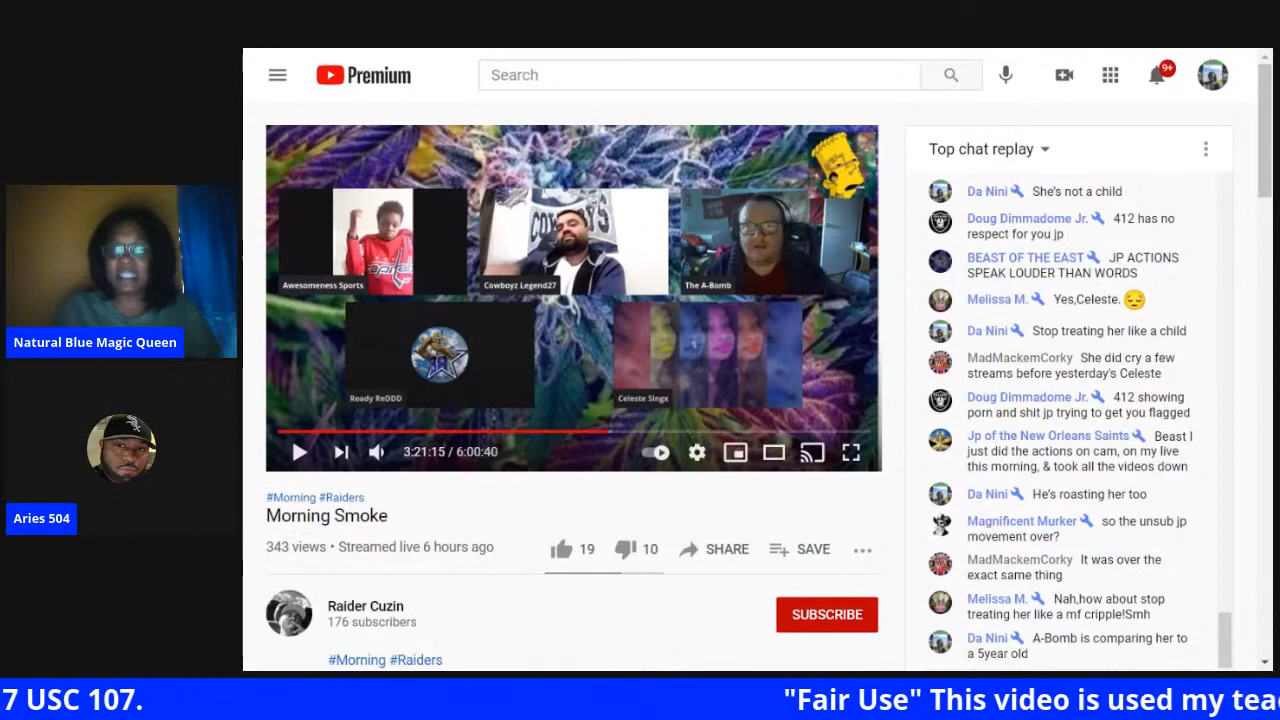 Premium
Search
9+
Natural Blue Magic Queen
Aries 504
COWBOYS
Capitals
Awesomeness Sports
Cowboyz Legend27
The A-Bomb
Ready ReDDD
Celeste Singx
3:21:15 / 6:00:40
#Morning #Raiders
Morning Smoke
343 views • Streamed live 6 hours ago
19
10
SHARE
SAVE
Raider Cuzin
176 subscribers
SUBSCRIBE
#Morning #Raiders
Top chat replay
Da Nini She's not a child
Doug Dimmadome Jr. 412 has no
respect for you jp
BEAST OF THE EAST JP ACTIONS
SPEAK LOUDER THAN WORDS
Melissa M. Yes,Celeste. 😔
Da Nini Stop treating her like a child
MadMackemCorky She did cry a few
streams before yesterday's Celeste
Doug Dimmadome Jr. 412 showing
porn and shit jp trying to get you flagged
Jp of the New Orleans Saints Beast I
just did the actions on cam, on my live
this morning, & took all the videos down
Da Nini He's roasting her too
Magnificent Murker so the unsub jp
movement over?
MadMackemCorky It was over the
exact same thing
Melissa M. Nah,how about stop
treating her like a mf cripple!Smh
Da Nini A-Bomb is comparing her to
a 5year old
7 USC 107.
"Fair Use" This video is used my tea